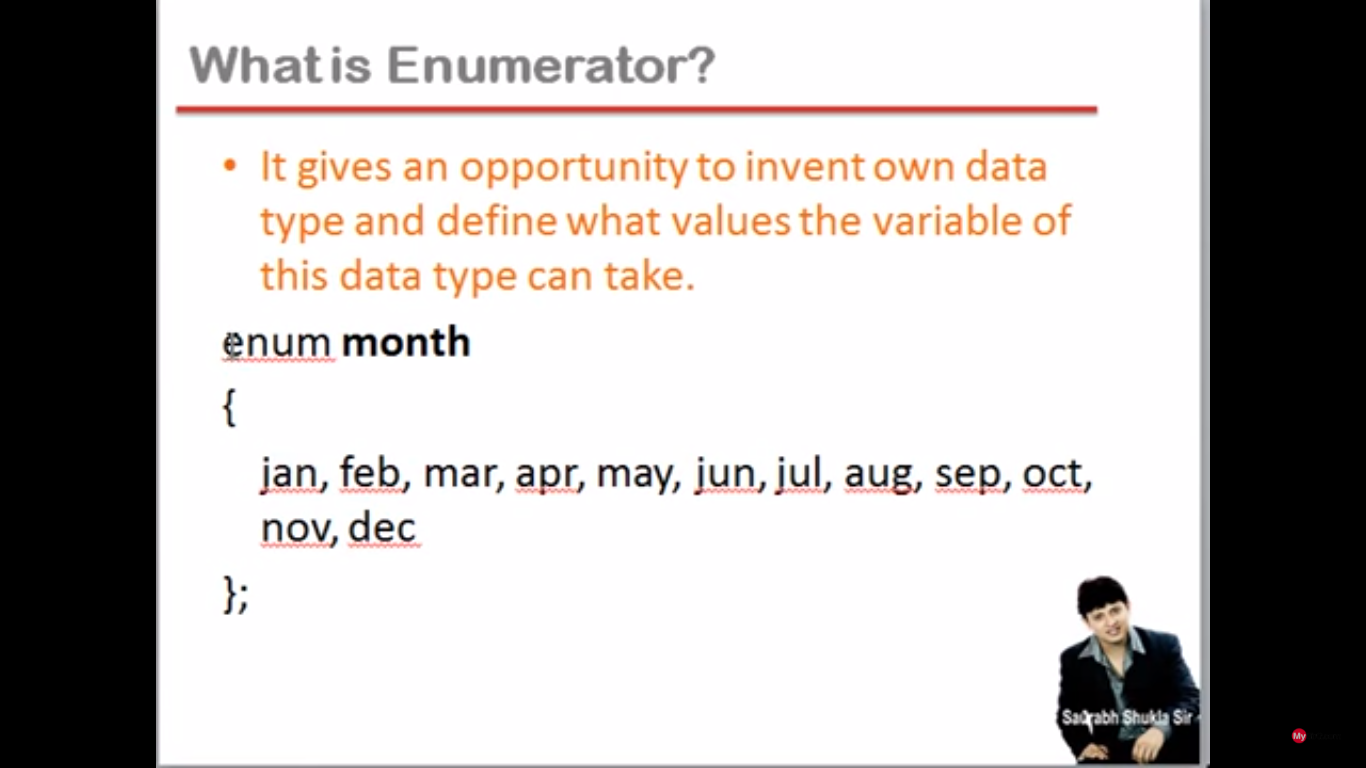 What is Enumerator?
• It gives an opportunity to invent own data
type and define what values the variable of
this data type can take.
enum month
{
jan, feb, mar, apr, may, jun, jul, aug, sep, oct,
nov, dec
};
Saurabh Shukla Sir
My